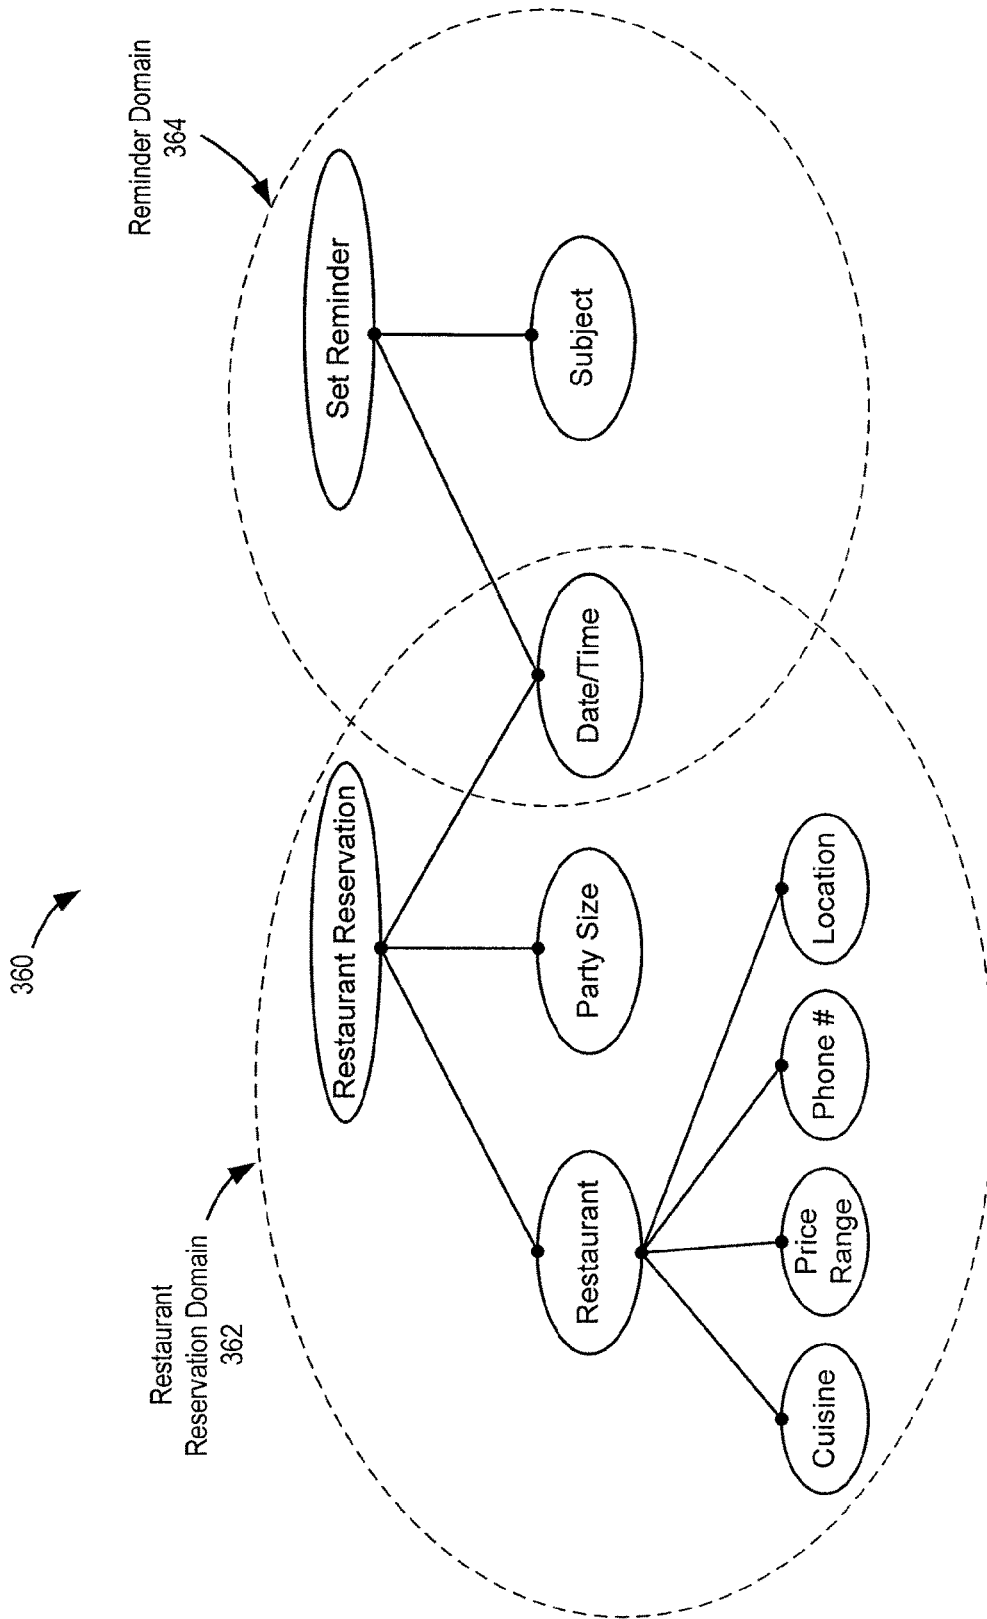 360
Restaurant
Reservation Domain
362
Reminder Domain
364
Restaurant Reservation
Set Reminder
Restaurant
Party Size
Date/Time
Subject
Cuisine
Price
Range
Phone #
Location